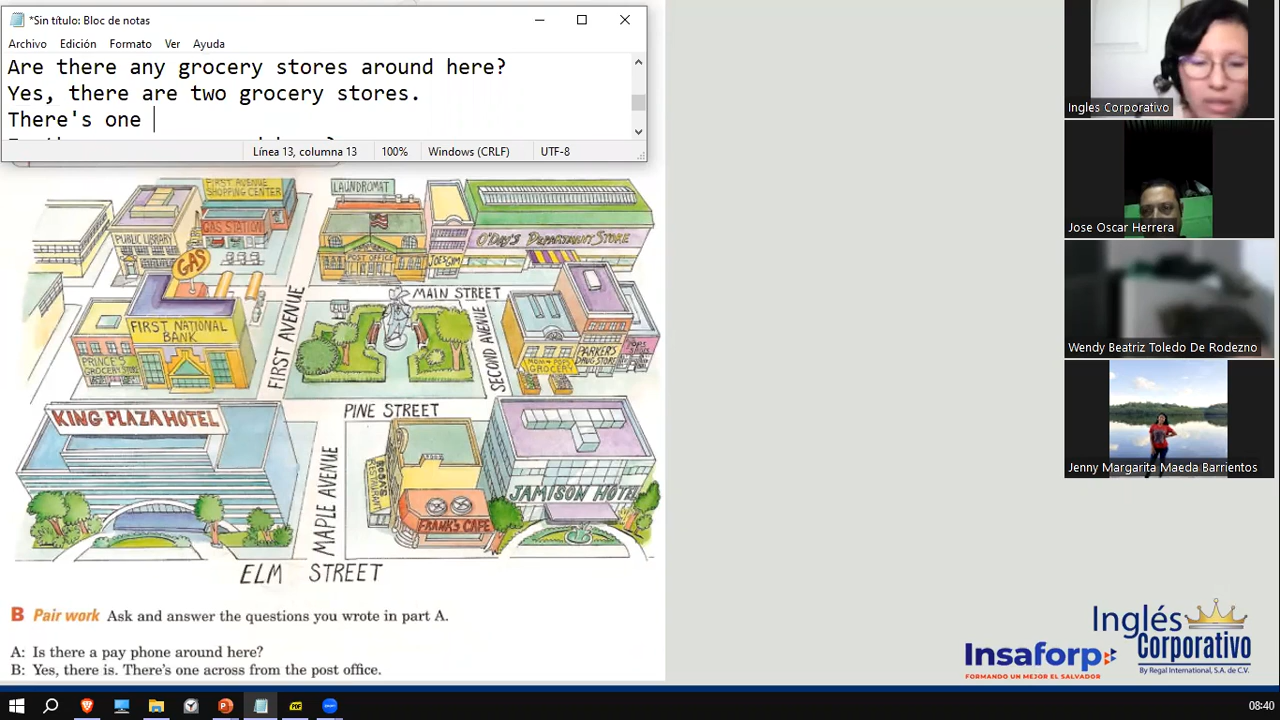 *Sin título: Bloc de notas
Archivo Edición Formato Ver Ayuda
Are there any grocery stores around here?
Yes, there are two grocery stores.
There's one
Línea 13, columna 13 100% Windows (CRLF) UTF-8
FIRST AVENUE
SHOPPING CENTER
LAUNDROMAT
PUBLIC LIBRARY
GAS STATION
POST OFFICE
JOE'S GYM
O'DAY'S DEPARTMENT STORE
GAS
MAIN STREET
FIRST NATIONAL
BANK
FIRST AVENUE
SECOND AVENUE
PRINCE'S
GROCERY STORE
MOM & POP'S
GROCERY
PARKER'S
DRUG STORE
KING PLAZA HOTEL
PINE STREET
MAPLE AVENUE
RESTAURANT
FRANK'S CAFE
JAMISON HOTEL
ELM STREET
B Pair work Ask and answer the questions you wrote in part A.
A: Is there a pay phone around here?
B: Yes, there is. There's one across from the post office.
Ingles Corporativo
Jose Oscar Herrera
Wendy Beatriz Toledo De Rodezno
Jenny Margarita Maeda Barrientos
Insaforp
FORMANDO UN MEJOR EL SALVADOR
Inglés
Corporativo
By Regal International, S.A. de C.V.
08:40